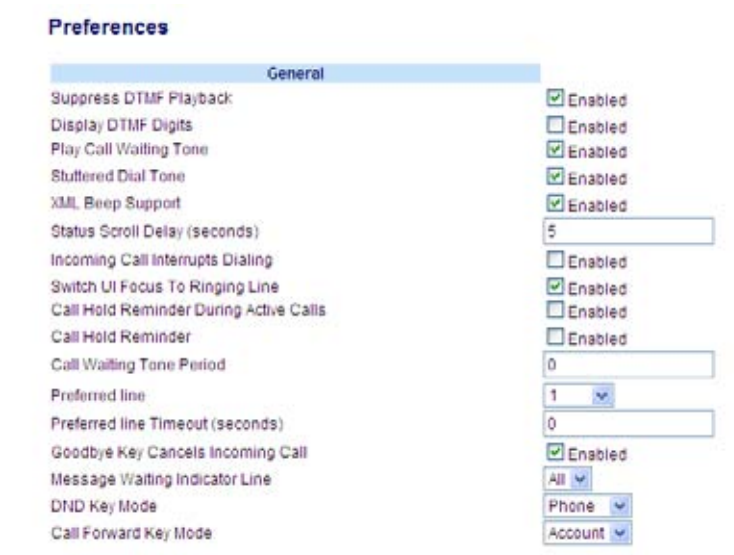 Preferences
General
Suppress DTMF Playback Enabled
Display DTMF Digits Enabled
Play Call Waiting Tone Enabled
Stuttered Dial Tone Enabled
XML Beep Support Enabled
Status Scroll Delay (seconds) 5
Incoming Call Interrupts Dialing Enabled
Switch UI Focus To Ringing Line Enabled
Call Hold Reminder During Active Calls Enabled
Call Hold Reminder Enabled
Call Waiting Tone Period 0
Preferred line 1
Preferred line Timeout (seconds) 0
Goodbye Key Cancels Incoming Call Enabled
Message Waiting Indicator Line All
DND Key Mode Phone
Call Forward Key Mode Account